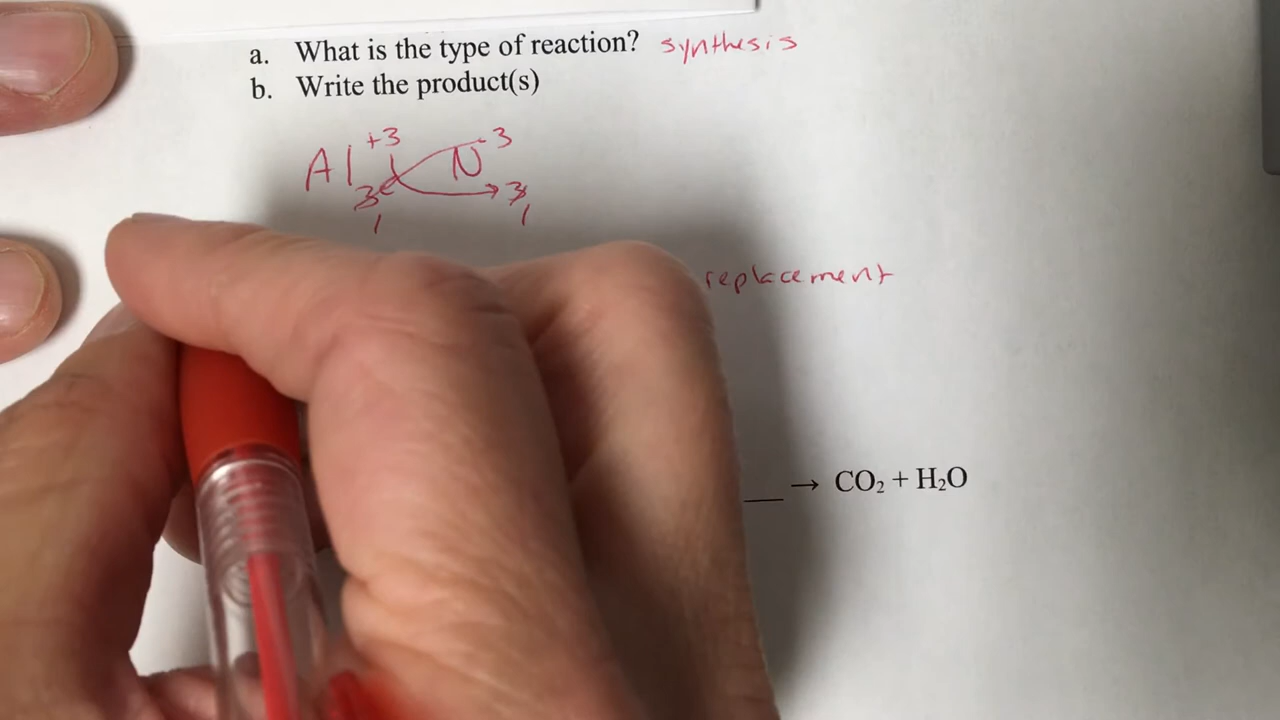 a. What is the type of reaction? synthesis
b. Write the product(s)
Al +3 N -3
3 3
1 1
replacement
__ → CO₂ + H₂O